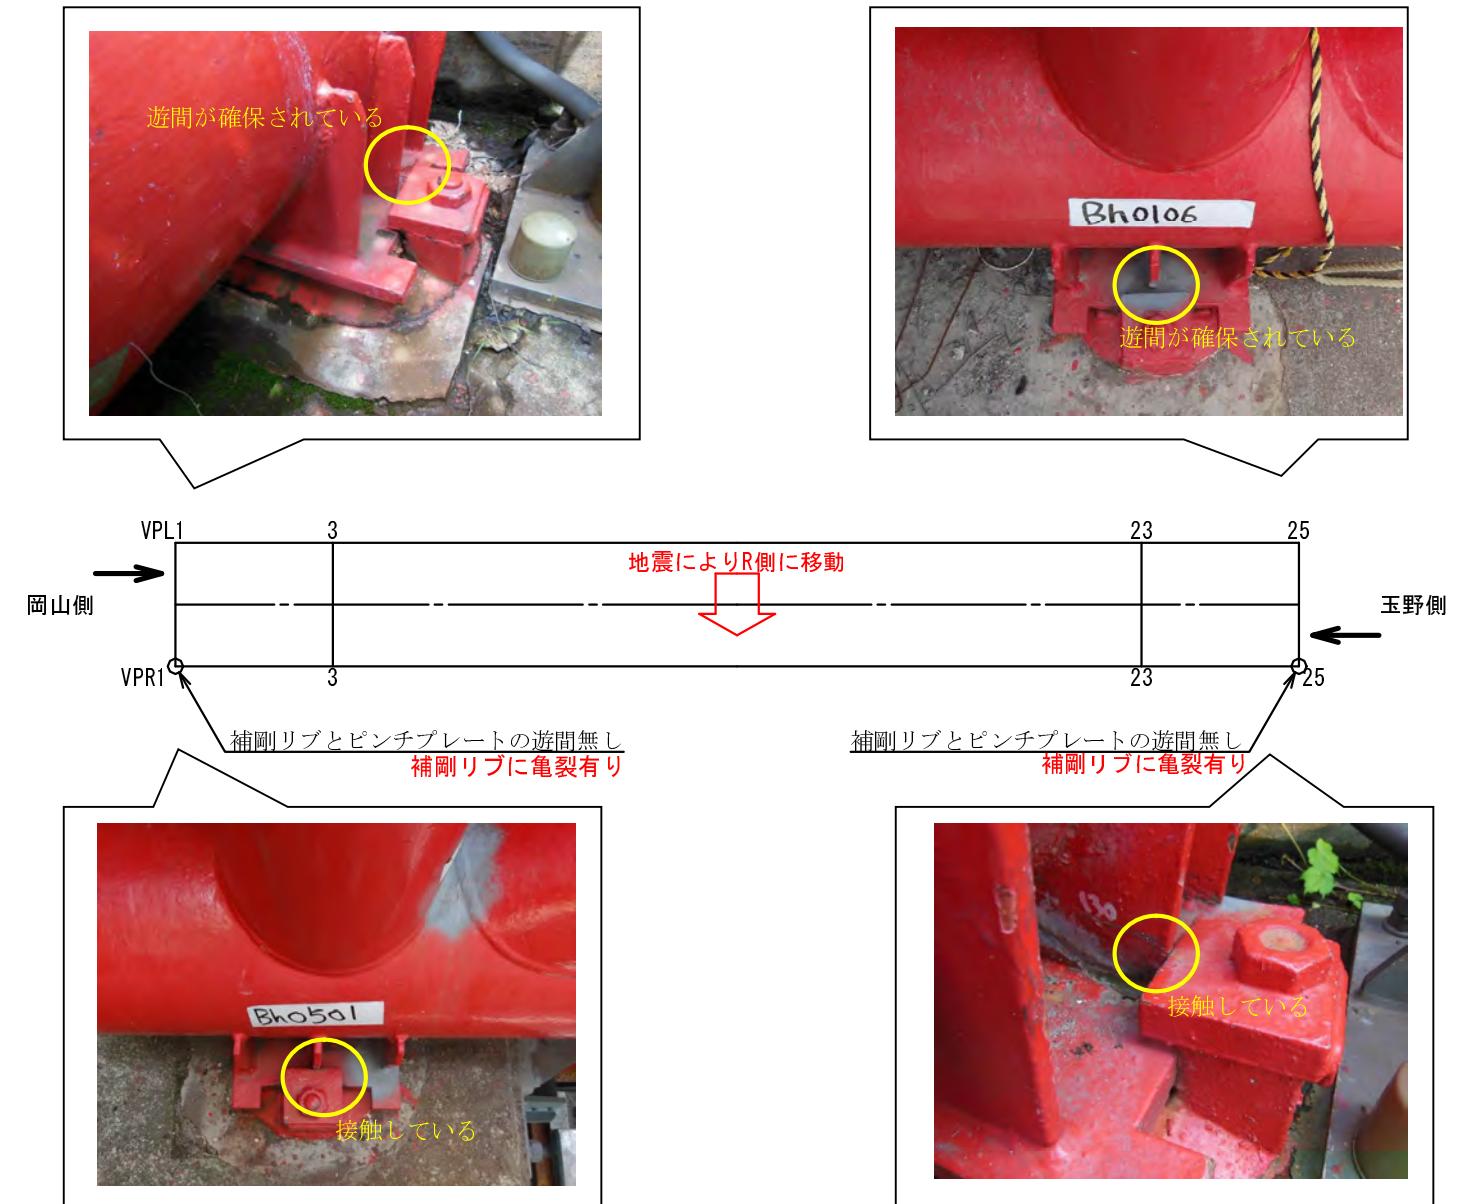 遊間が確保されている
Bh0106
遊間が確保されている
VPL1
3
23
25
地震によりR側に移動
岡山側
玉野側
VPR1
3
23
25
補剛リブとピンチプレートの遊間無し
補剛リブに亀裂有り
補剛リブとピンチプレートの遊間無し
補剛リブに亀裂有り
130
Bh0501
接触している
接触している